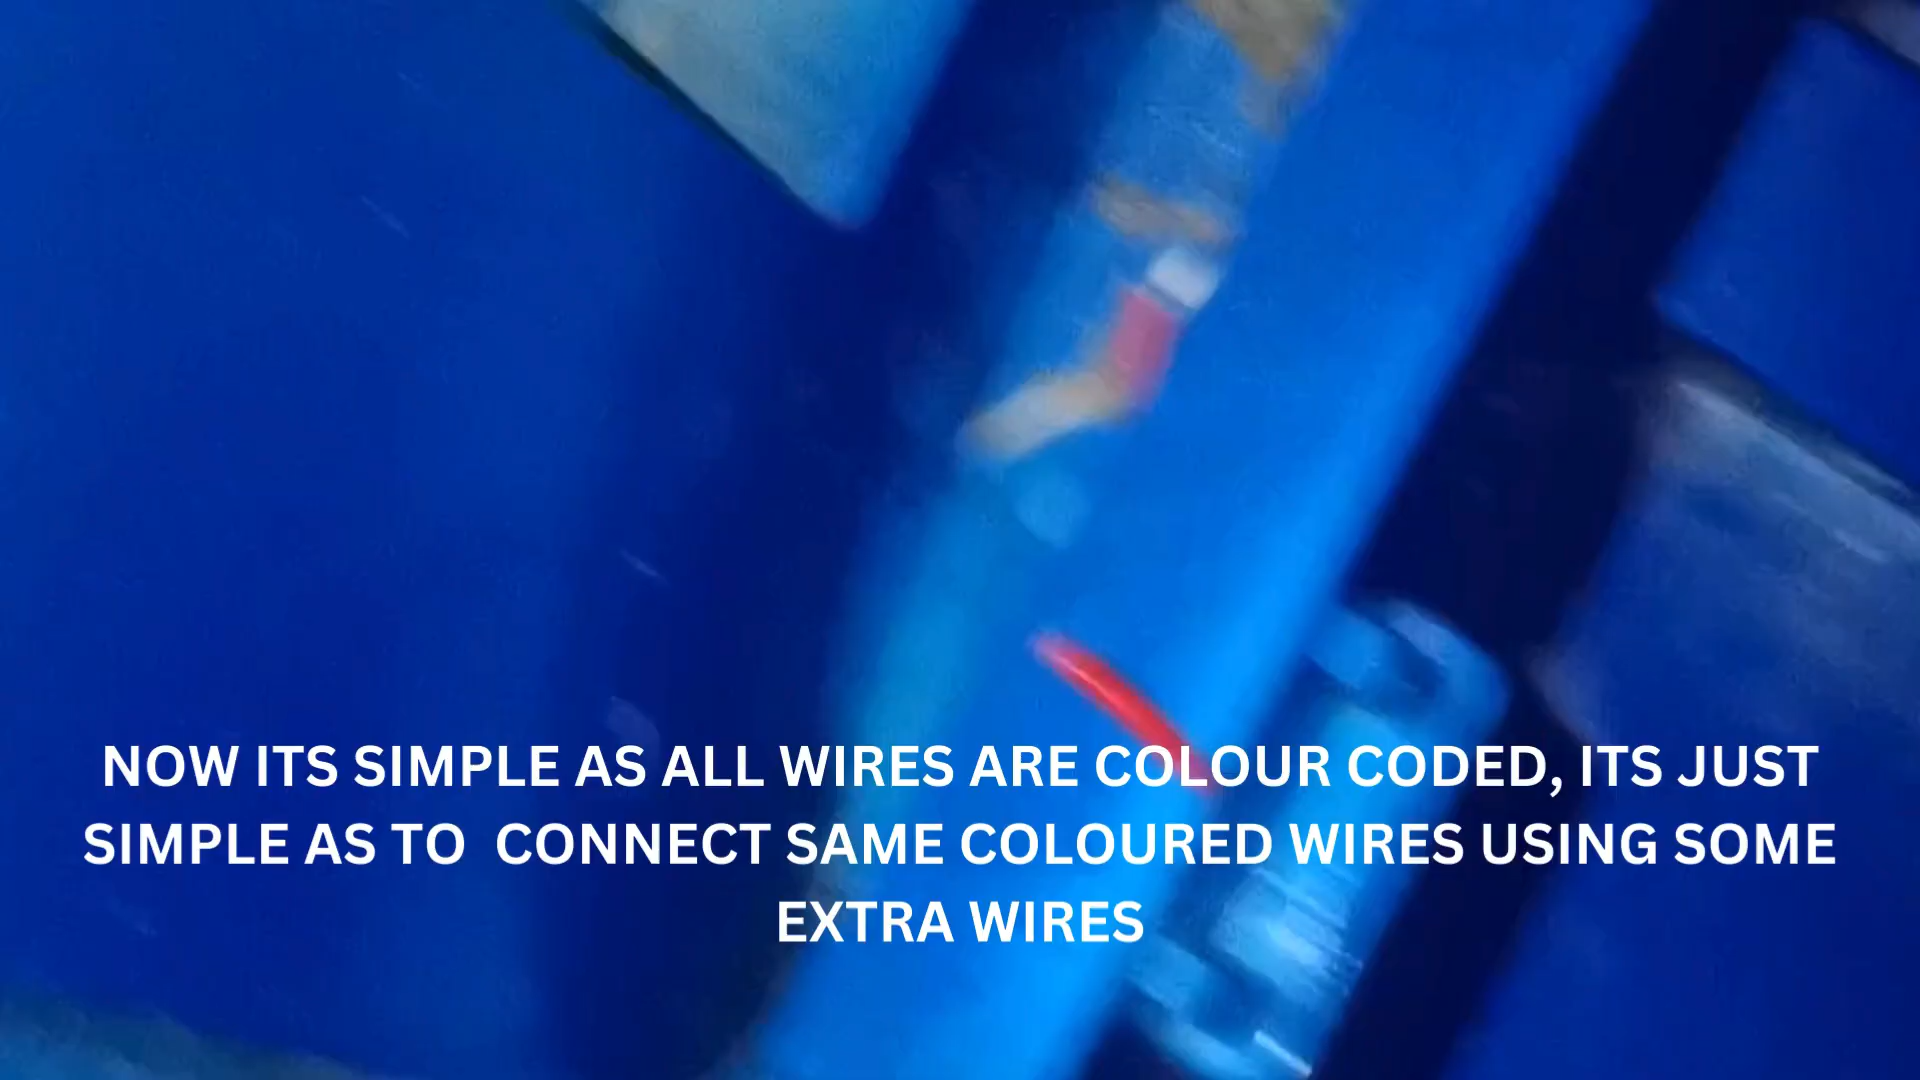 NOW ITS SIMPLE AS ALL WIRES ARE COLOUR CODED, ITS JUST
SIMPLE AS TO  CONNECT SAME COLOURED WIRES USING SOME
EXTRA WIRES